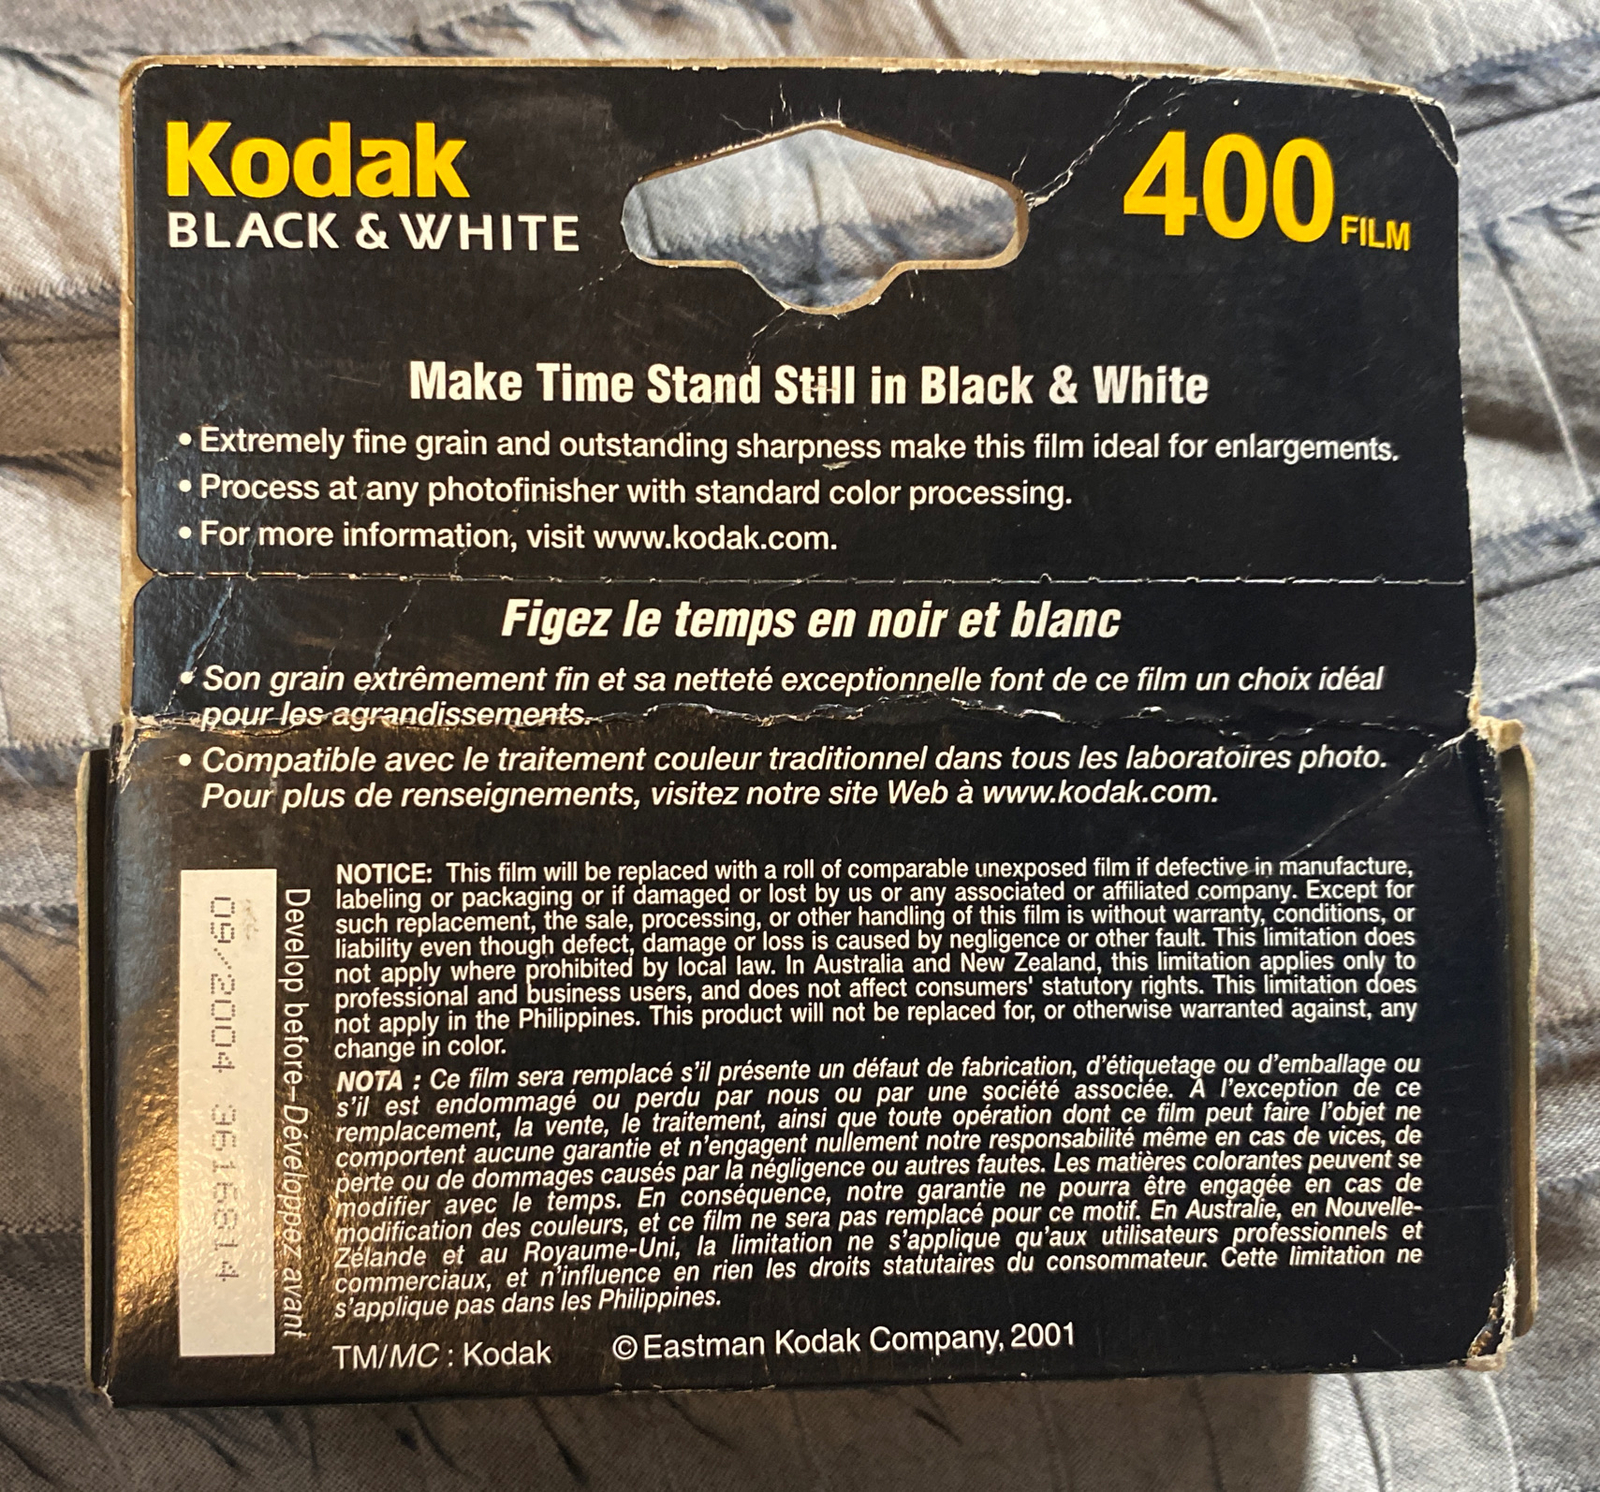 Kodak
BLACK & WHITE
400 FILM
Make Time Stand Still in Black & White
• Extremely fine grain and outstanding sharpness make this film ideal for enlargements.
• Process at any photofinisher with standard color processing.
• For more information, visit www.kodak.com.
Figez le temps en noir et blanc
• Son grain extrêmement fin et sa netteté exceptionnelle font de ce film un choix idéal
pour les agrandissements.
• Compatible avec le traitement couleur traditionnel dans tous les laboratoires photo.
Pour plus de renseignements, visitez notre site Web à www.kodak.com.
09/2004 3616814
Develop before–Développez avant
NOTICE: This film will be replaced with a roll of comparable unexposed film if defective in manufacture,
labeling or packaging or if damaged or lost by us or any associated or affiliated company. Except for
such replacement, the sale, processing, or other handling of this film is without warranty, conditions, or
liability even though defect, damage or loss is caused by negligence or other fault. This limitation does
not apply where prohibited by local law. In Australia and New Zealand, this limitation applies only to
professional and business users, and does not affect consumers' statutory rights. This limitation does
not apply in the Philippines. This product will not be replaced for, or otherwise warranted against, any
change in color.
NOTA : Ce film sera remplacé s'il présente un défaut de fabrication, d'étiquetage ou d'emballage ou
s'il est endommagé ou perdu par nous ou par une société associée. À l'exception de ce
remplacement, la vente, le traitement, ainsi que toute opération dont ce film peut faire l'objet ne
comportent aucune garantie et n'engagent nullement notre responsabilité même en cas de vices, de
perte ou de dommages causés par la négligence ou autres fautes. Les matières colorantes peuvent se
modifier avec le temps. En conséquence, notre garantie ne pourra être engagée en cas de
modification des couleurs, et ce film ne sera pas remplacé pour ce motif. En Australie, en Nouvelle-
Zélande et au Royaume-Uni, la limitation ne s'applique qu'aux utilisateurs professionnels et
commerciaux, et n'influence en rien les droits statutaires du consommateur. Cette limitation ne
s'applique pas dans les Philippines.
TM/MC : Kodak © Eastman Kodak Company, 2001